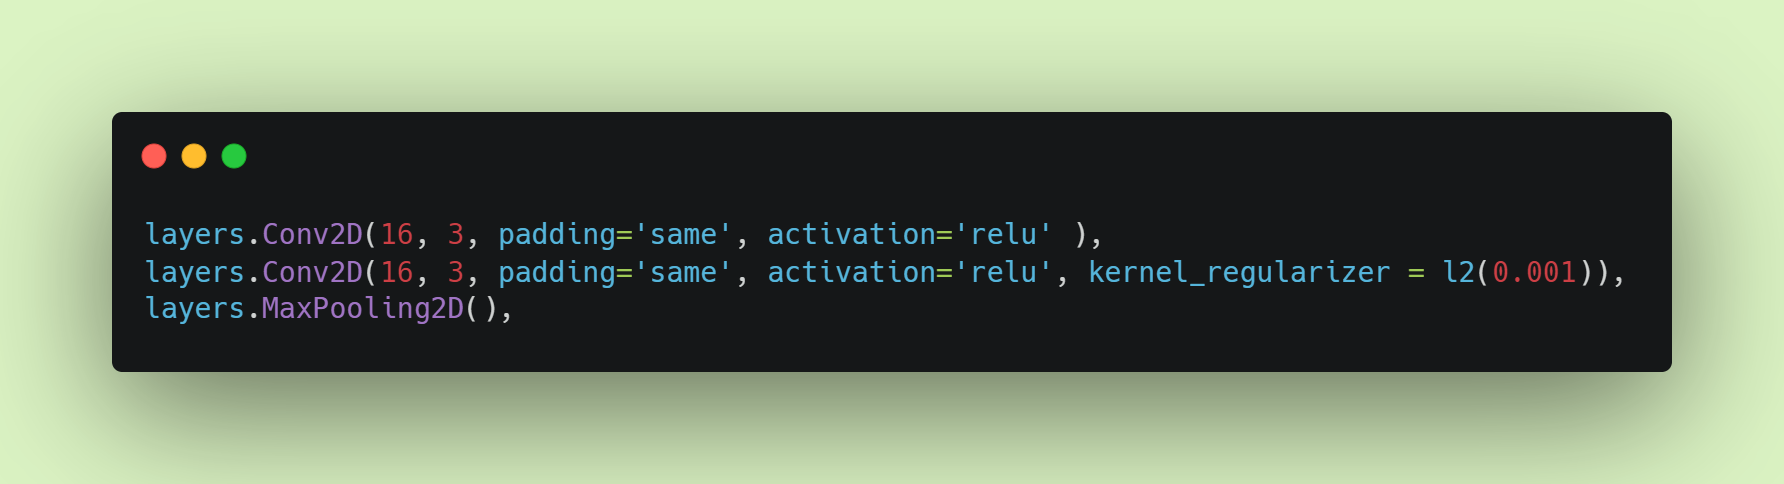 layers.Conv2D(16, 3, padding='same', activation='relu' ),
layers.Conv2D(16, 3, padding='same', activation='relu', kernel_regularizer = l2(0.001)),
layers.MaxPooling2D(),